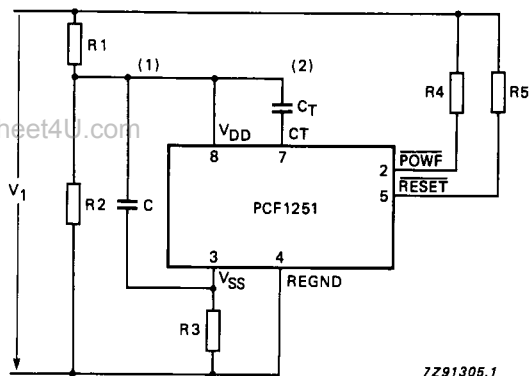 R1
(1)
(2)
R4
R5
CT
heet4U.com
VDD
CT
8
7
POWF
2
RESET
5
V1
R2
C
PCF1251
3
4
VSS
REGND
R3
7Z91305.1